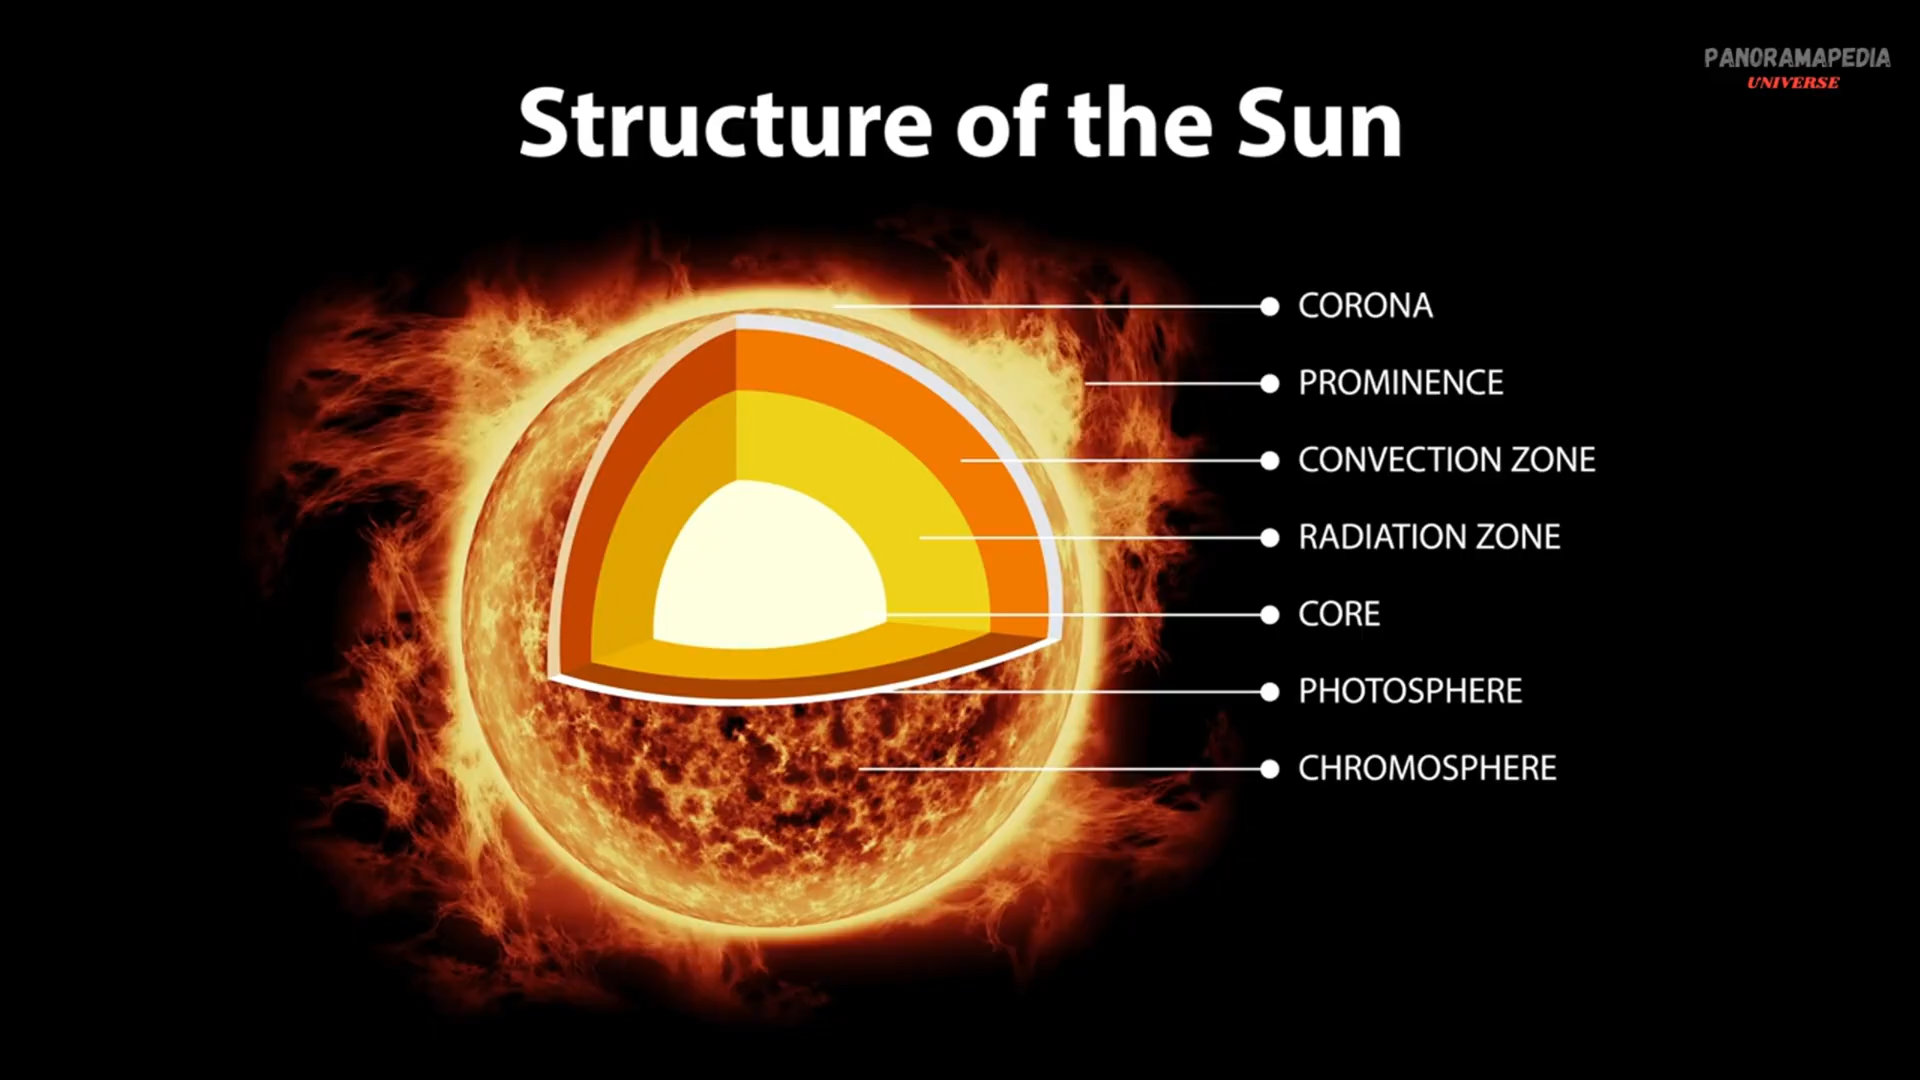 PANORAMAPEDIA
UNIVERSE
Structure of the Sun
CORONA
PROMINENCE
CONVECTION ZONE
RADIATION ZONE
CORE
PHOTOSPHERE
CHROMOSPHERE